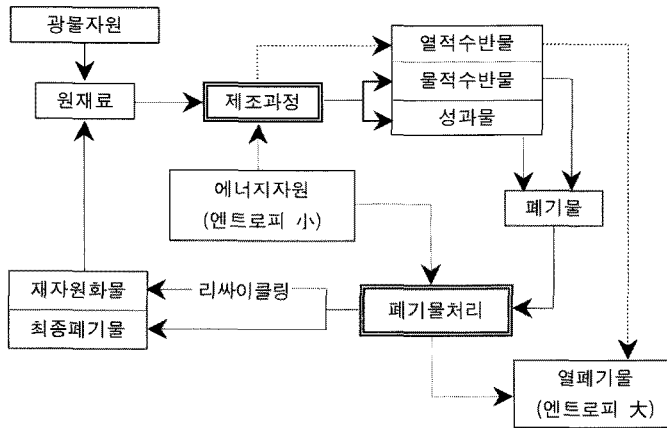 광물자원
원재료
제조과정
열적수반물
물적수반물
성과물
에너지자원
(엔트로피 小)
폐기물
재자원화물
최종폐기물
리싸이클링
폐기물처리
열폐기물
(엔트로피 大)